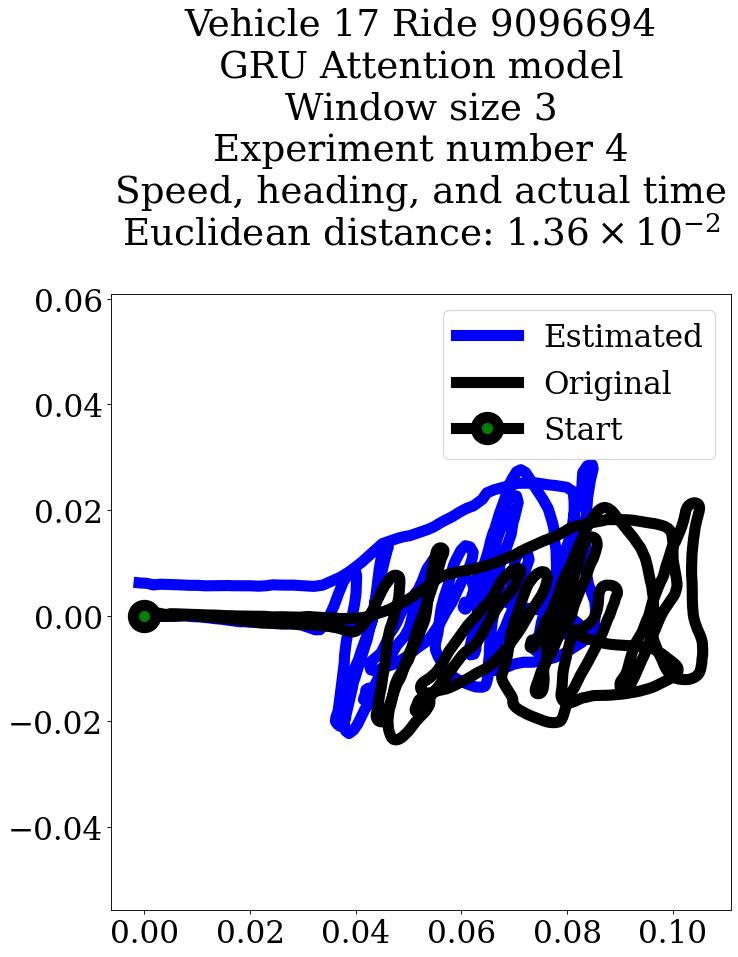 Vehicle 17 Ride 9096694
GRU Attention model
Window size 3
Experiment number 4
Speed, heading, and actual time
Euclidean distance: 1.36 × 10⁻²
Estimated
Original
Start
0.06
0.04
0.02
0.00
−0.02
−0.04
0.00 0.02 0.04 0.06 0.08 0.10